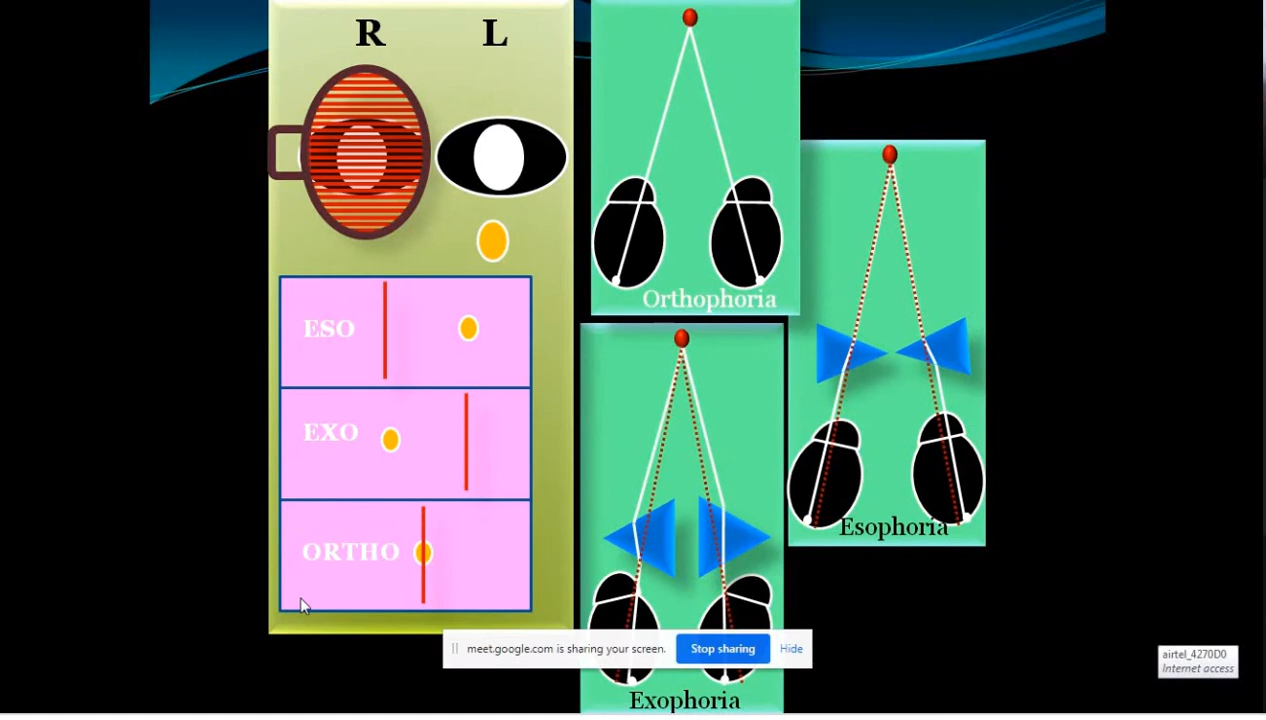 R L
ESO
EXO
ORTHO
Orthophoria
Esophoria
Exophoria
meet.google.com is sharing your screen. Stop sharing Hide
airtel_4270D0
Internet access